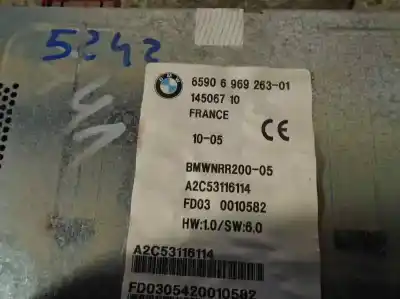 5242
BMW
6590 6 969 263-01
145067 10
FRANCE
CE
10-05
BMWNRR200-05
A2C53116114
FD03 0010582
HW:1.0/SW:6.0
A2C53116114
FD0305420010582